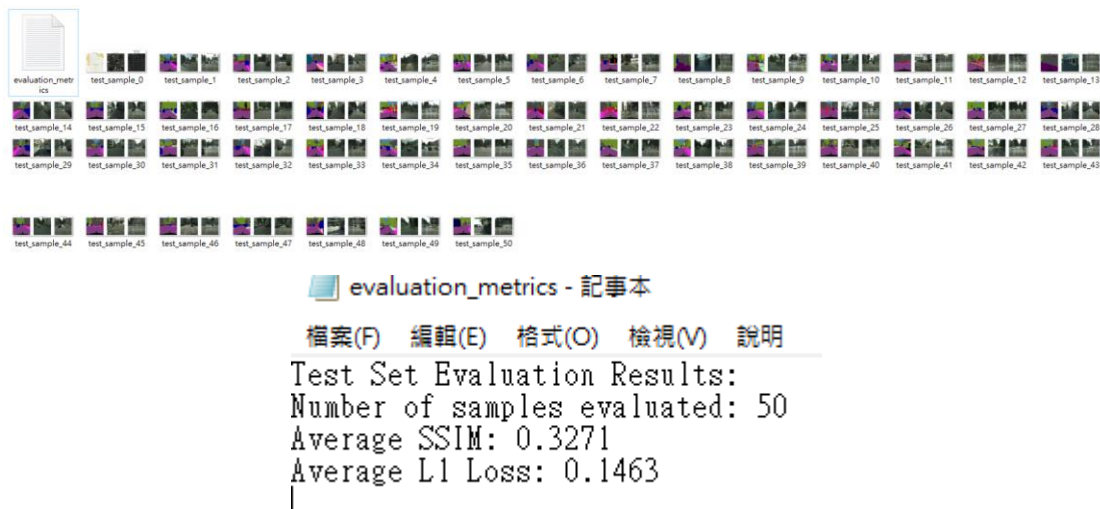 evaluation_metrics test_sample_0 test_sample_1 test_sample_2 test_sample_3 test_sample_4 test_sample_5 test_sample_6 test_sample_7 test_sample_8 test_sample_9 test_sample_10 test_sample_11 test_sample_12 test_sample_13
test_sample_14 test_sample_15 test_sample_16 test_sample_17 test_sample_18 test_sample_19 test_sample_20 test_sample_21 test_sample_22 test_sample_23 test_sample_24 test_sample_25 test_sample_26 test_sample_27 test_sample_28
test_sample_29 test_sample_30 test_sample_31 test_sample_32 test_sample_33 test_sample_34 test_sample_35 test_sample_36 test_sample_37 test_sample_38 test_sample_39 test_sample_40 test_sample_41 test_sample_42 test_sample_43
test_sample_44 test_sample_45 test_sample_46 test_sample_47 test_sample_48 test_sample_49 test_sample_50
evaluation_metrics - 記事本
檔案(F) 編輯(E) 格式(O) 檢視(V) 說明
Test Set Evaluation Results:
Number of samples evaluated: 50
Average SSIM: 0.3271
Average L1 Loss: 0.1463